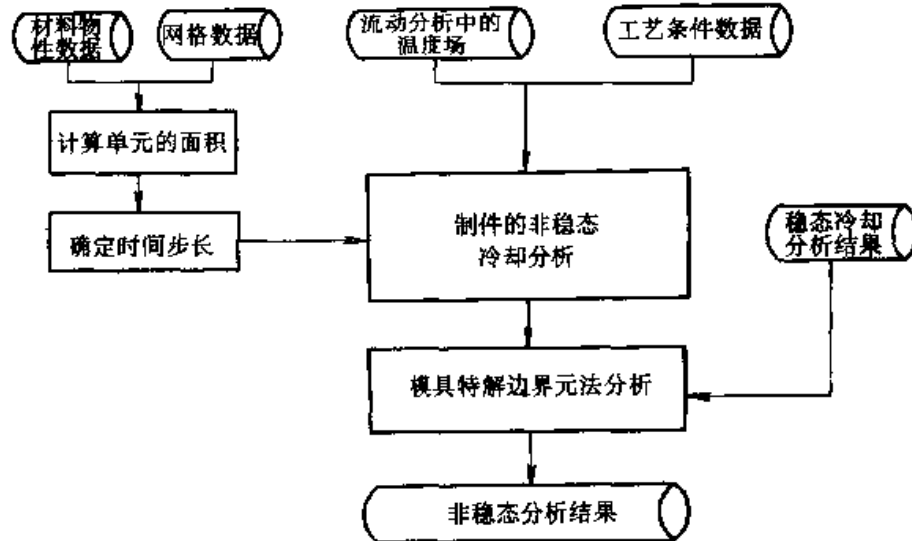 材料物
性数据
网格数据
流动分析中的
温度场
工艺条件数据
计算单元的面积
确定时间步长
制件的非稳态
冷却分析
稳态冷却
分析结果
模具特解边界元法分析
非稳态分析结果